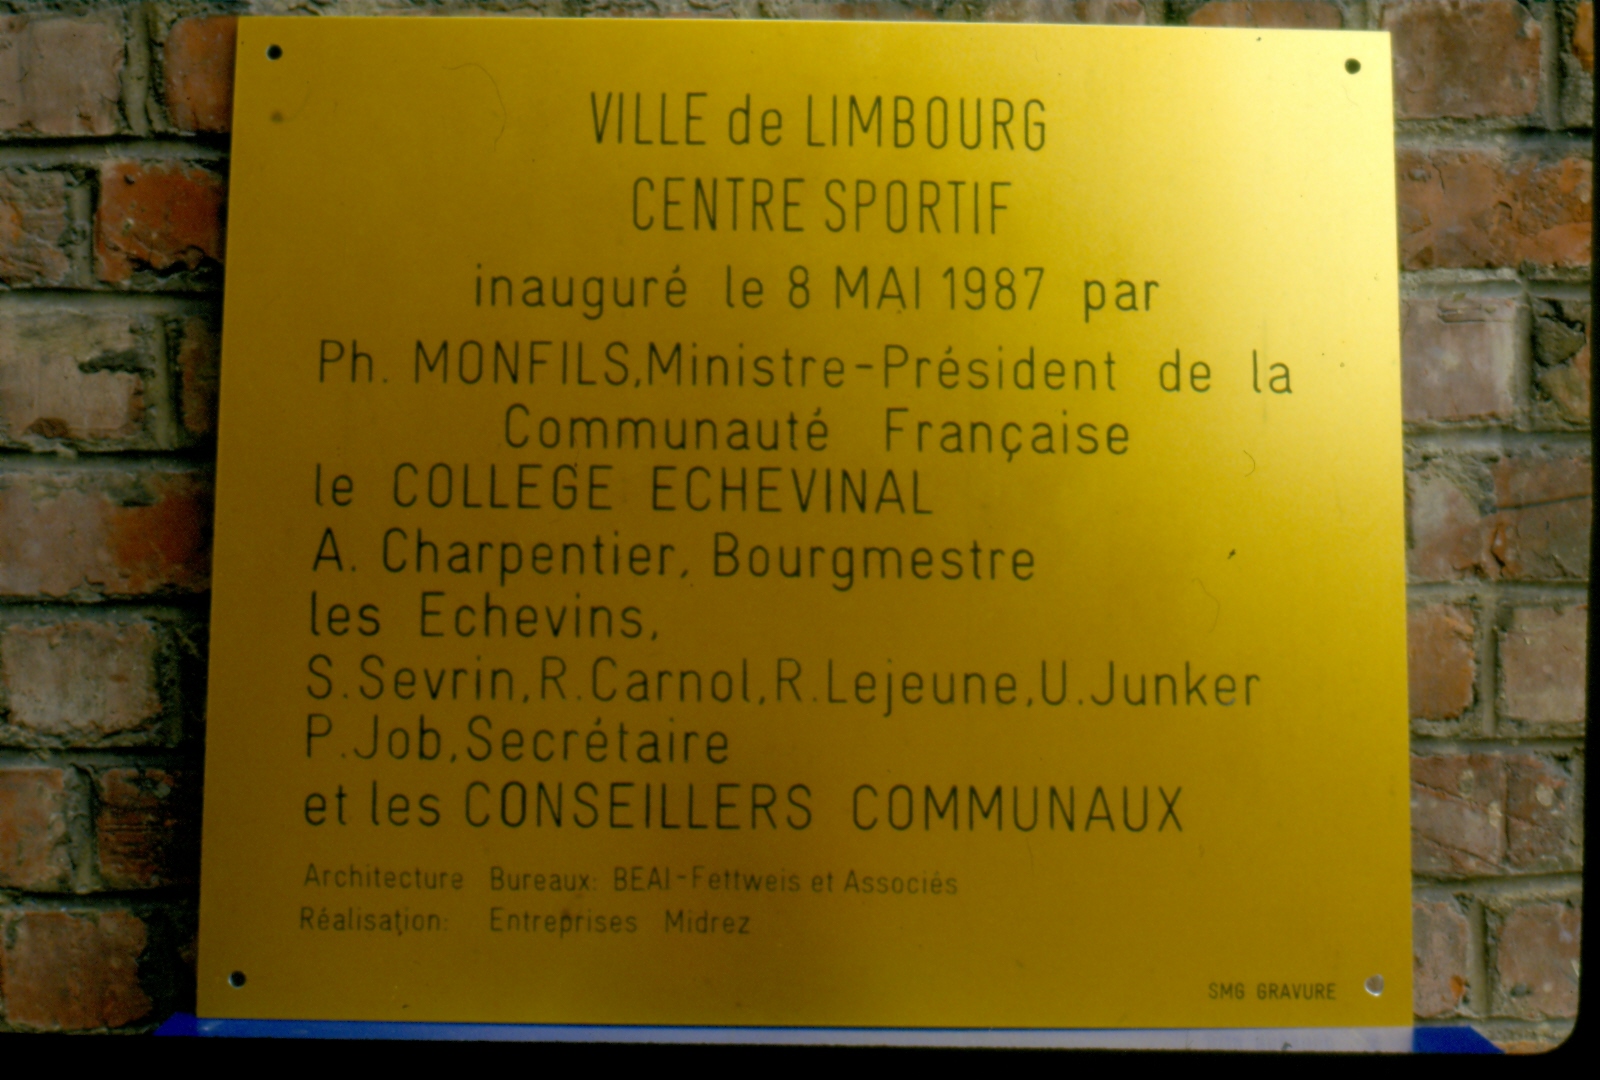 VILLE de LIMBOURG
CENTRE SPORTIF
inauguré le 8 MAI 1987 par
Ph. MONFILS, Ministre-Président de la
Communauté Française
le COLLEGE ECHEVINAL
A. Charpentier, Bourgmestre
les Echevins,
S.Sevrin, R.Carnol, R.Lejeune, U.Junker
P.Job, Secrétaire
et les CONSEILLERS COMMUNAUX
Architecture Bureaux: BEAI-Fettweis et Associés
Réalisation: Entreprises Midrez
SMG GRAVURE